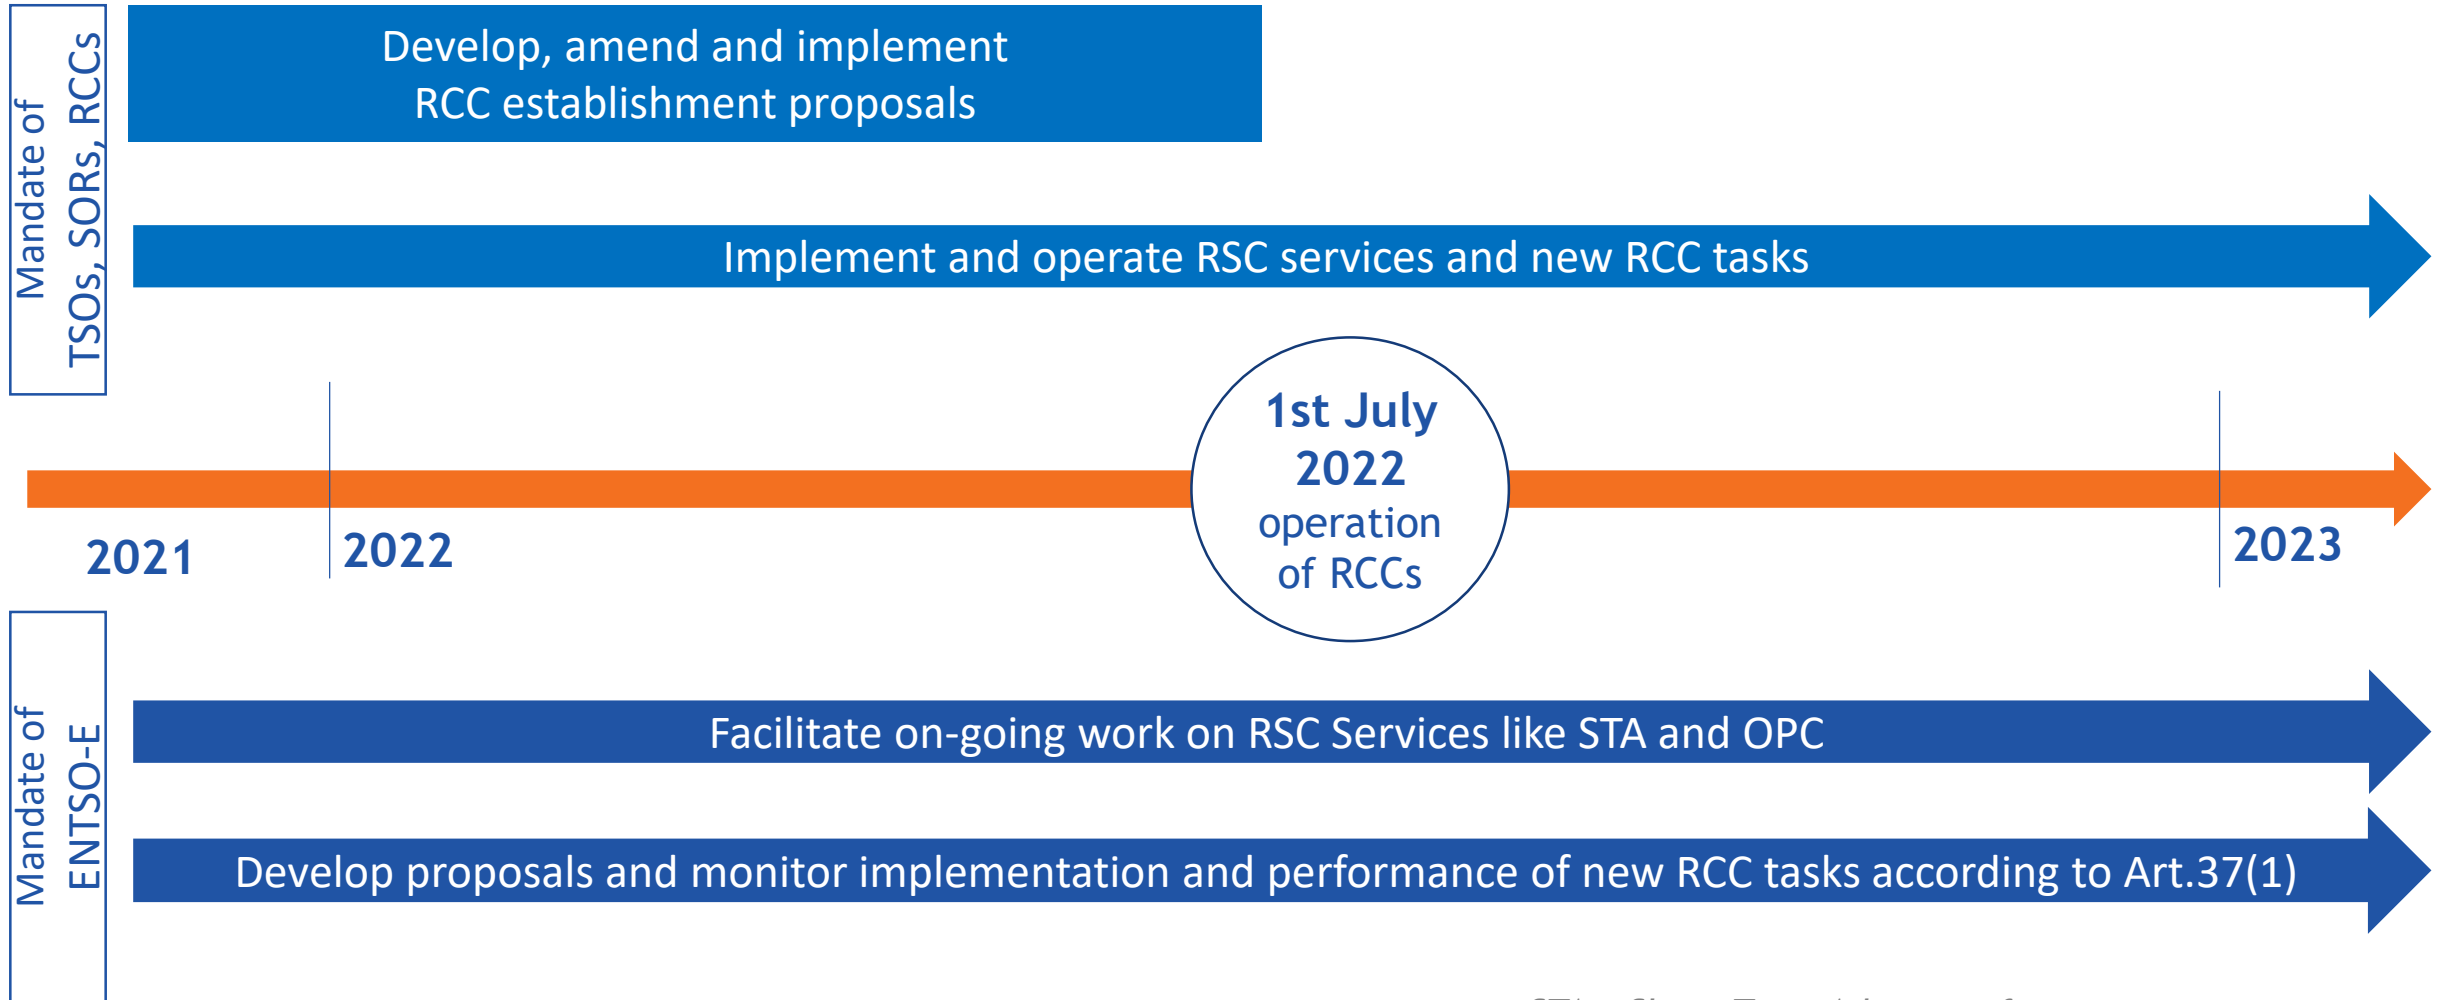 Mandate of
TSOs, SORs, RCCs
Develop, amend and implement
RCC establishment proposals
Implement and operate RSC services and new RCC tasks
1st July
2022
operation
of RCCs
2021
2022
2023
Mandate of
ENTSO-E
Facilitate on-going work on RSC Services like STA and OPC
Develop proposals and monitor implementation and performance of new RCC tasks according to Art.37(1)